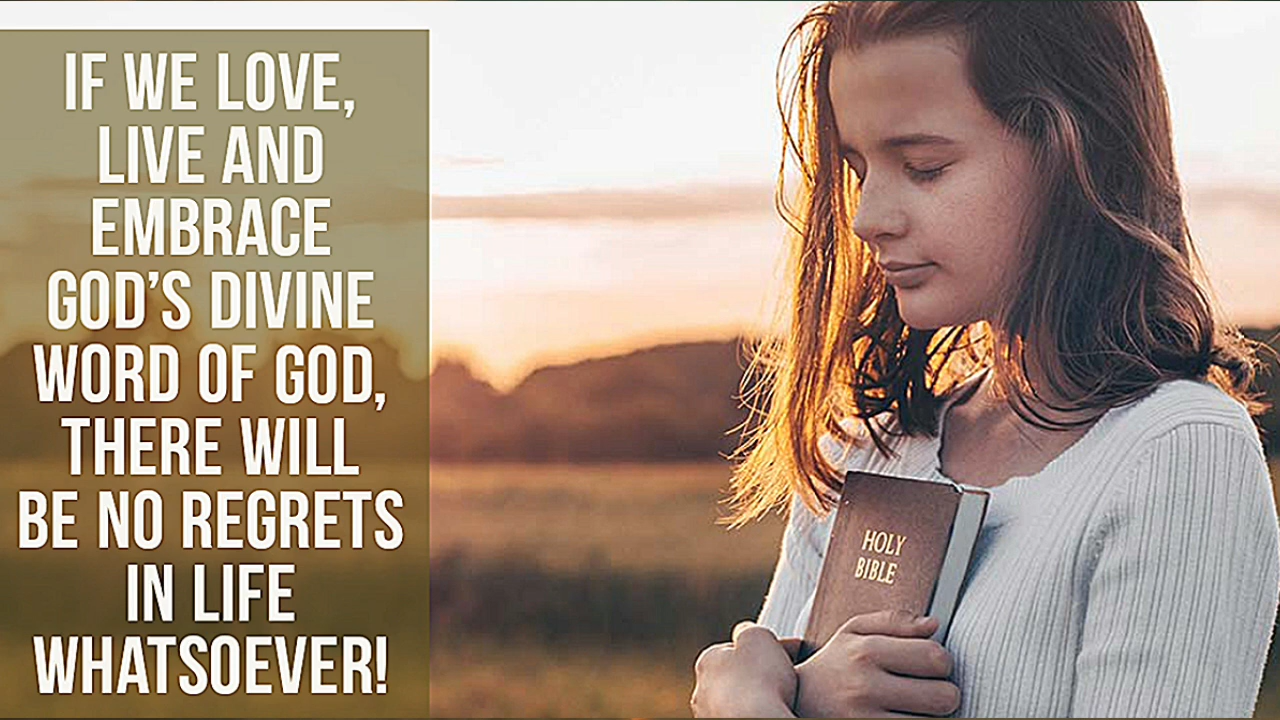 IF WE LOVE,
LIVE AND
EMBRACE
GOD'S DIVINE
WORD OF GOD,
THERE WILL
BE NO REGRETS
IN LIFE
WHATSOEVER!
HOLY
BIBLE